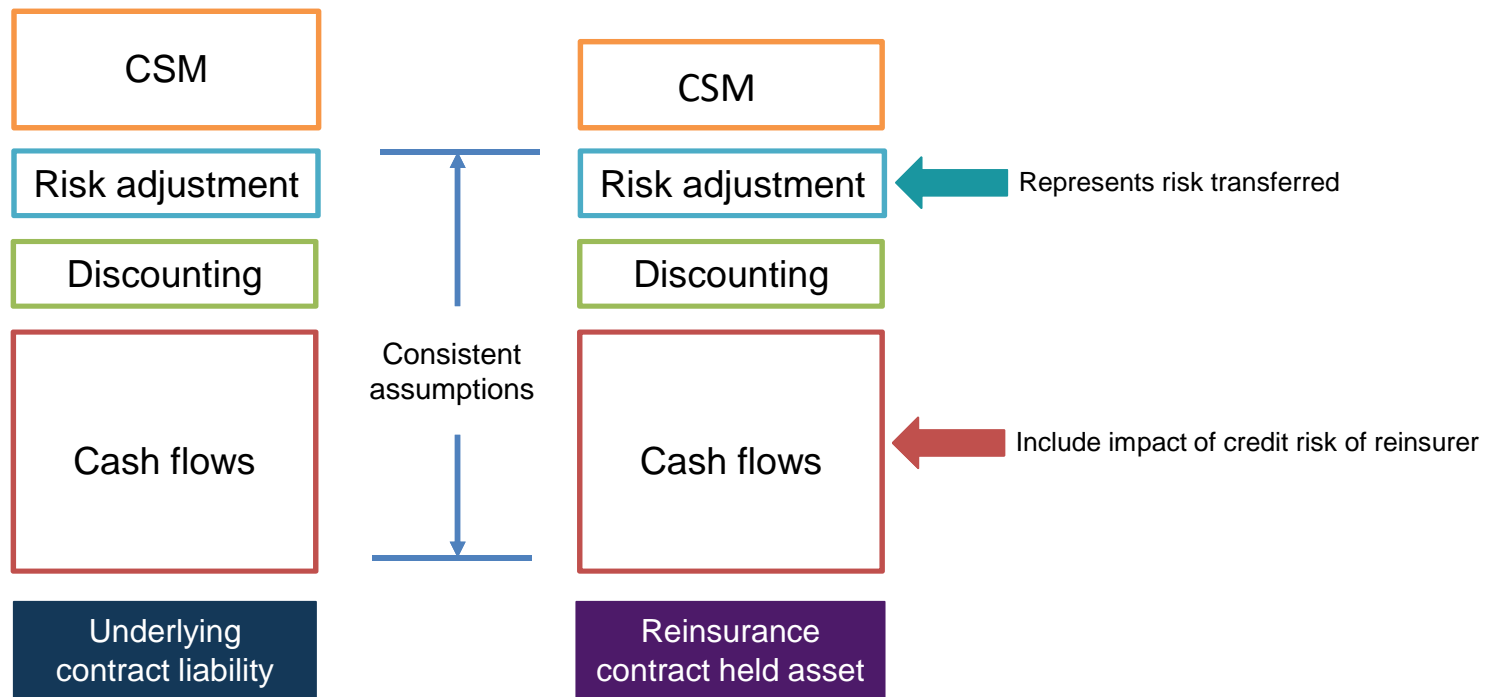 CSM
Risk adjustment
Discounting
Cash flows
Underlying
contract liability
Consistent
assumptions
CSM
Risk adjustment
Discounting
Cash flows
Reinsurance
contract held asset
Represents risk transferred
Include impact of credit risk of reinsurer